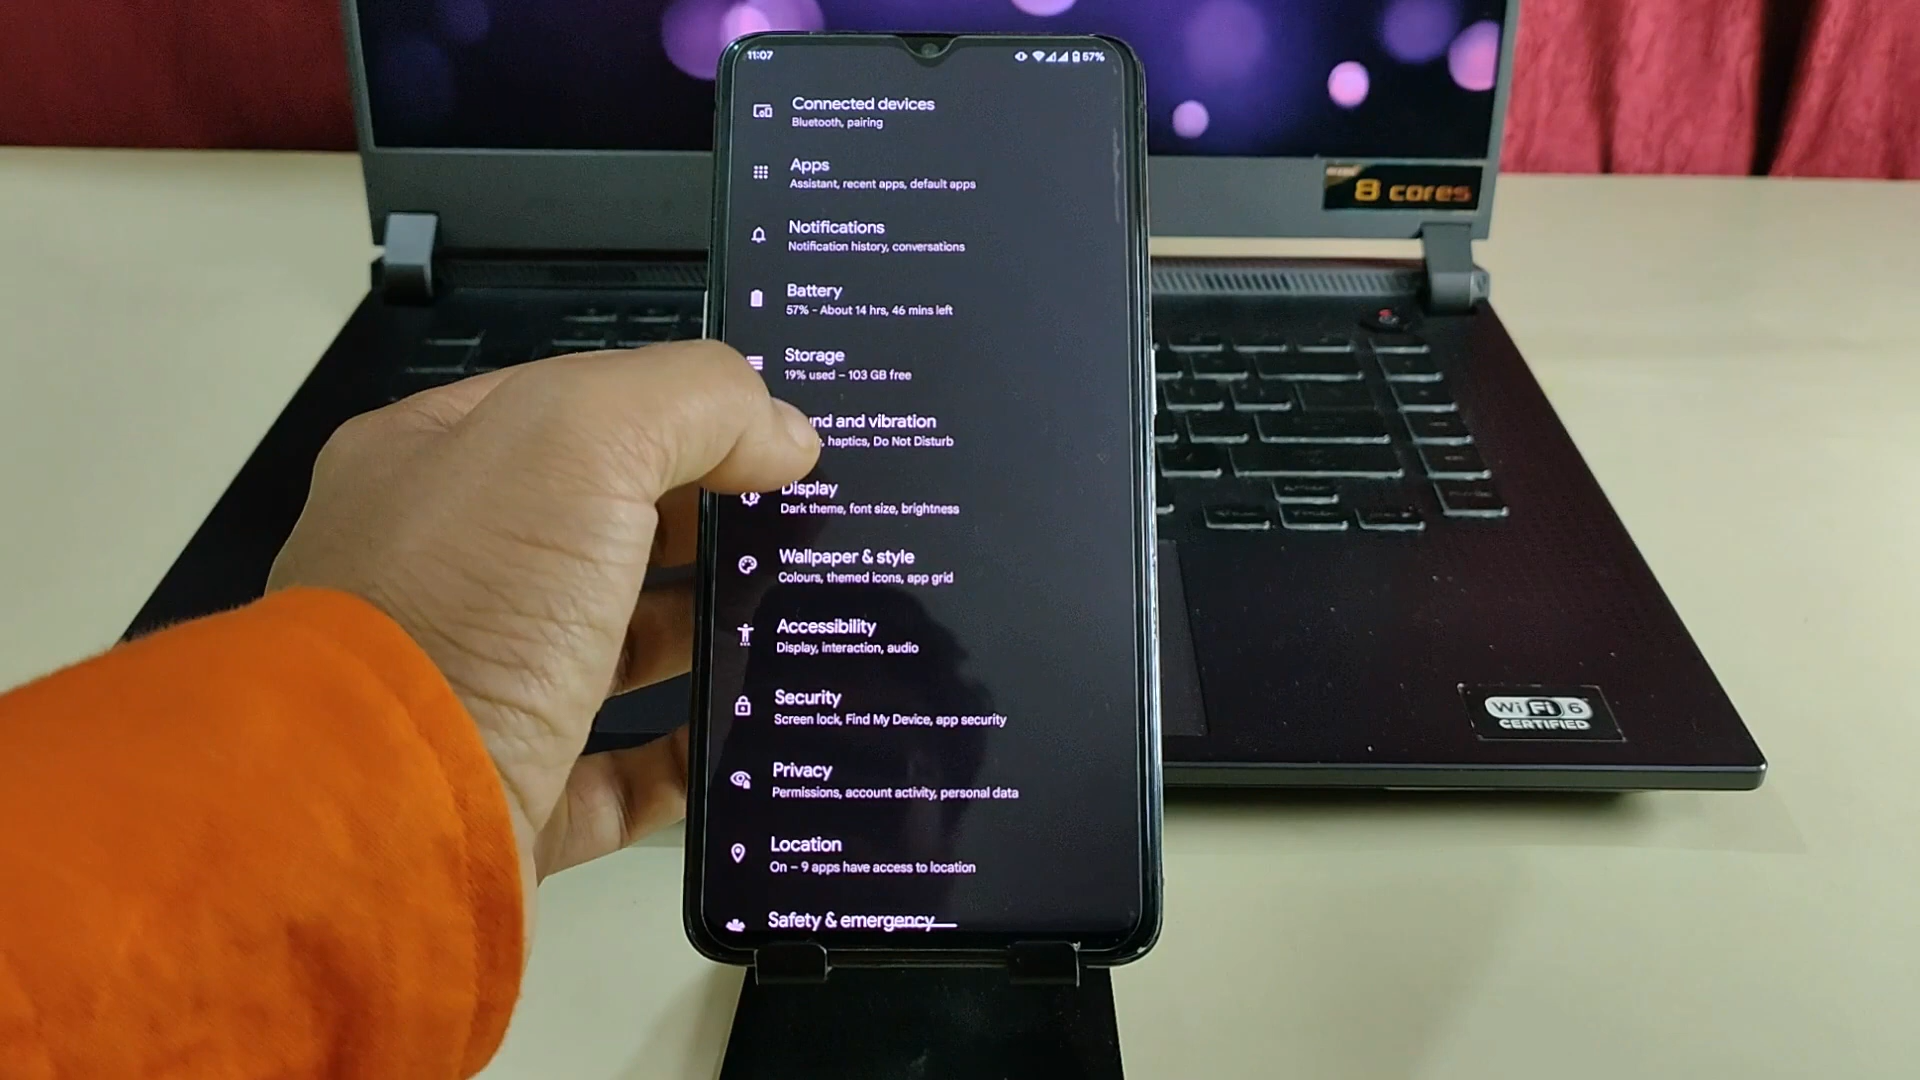 11:07
57%
Connected devices
Bluetooth, pairing
Apps
Assistant, recent apps, default apps
Notifications
Notification history, conversations
Battery
57% - About 14 hrs, 46 mins left
Storage
19% used – 103 GB free
nd and vibration
haptics, Do Not Disturb
Display
Dark theme, font size, brightness
Wallpaper & style
Colours, themed icons, app grid
Accessibility
Display, interaction, audio
Security
Screen lock, Find My Device, app security
Privacy
Permissions, account activity, personal data
Location
On – 9 apps have access to location
Safety & emergency
8 cores
Wi Fi 6
CERTIFIED